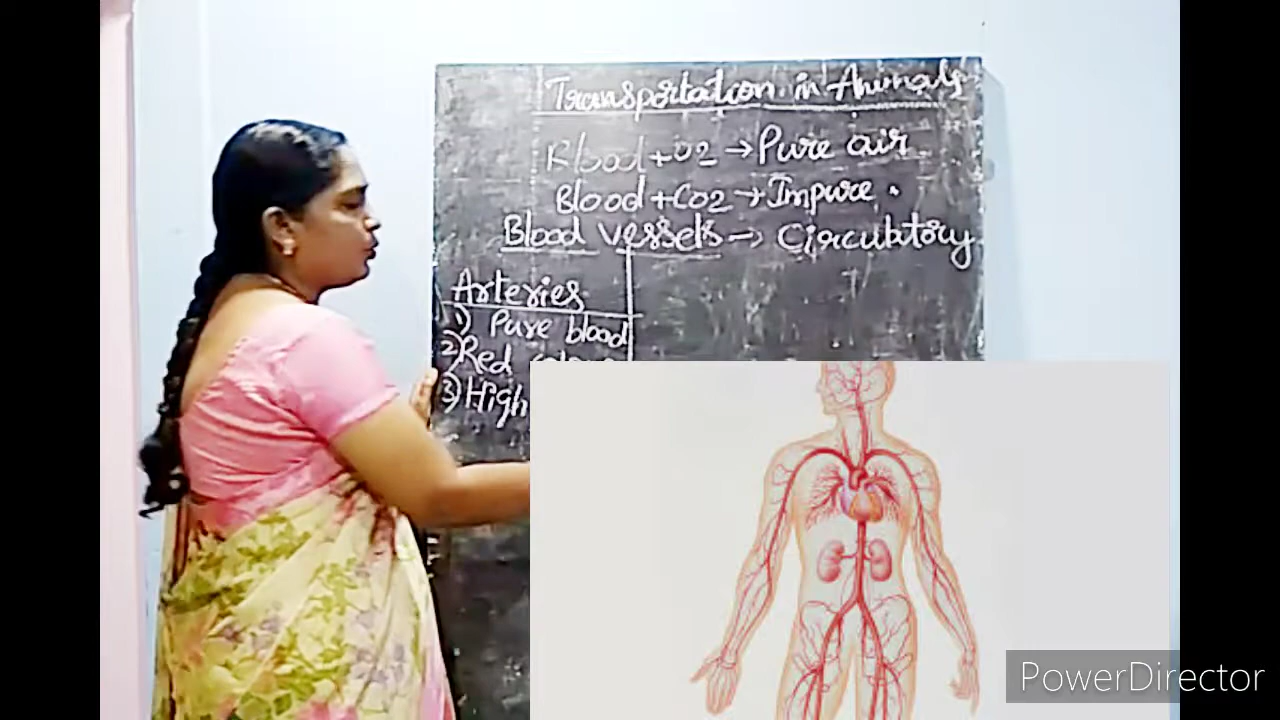 Transportation in Animals
Blood + O2 → Pure air
Blood + CO2 → Impure .
Blood vessels → Circulatory
Arteries
1) Pure blood
2) Red
3) High
PowerDirector